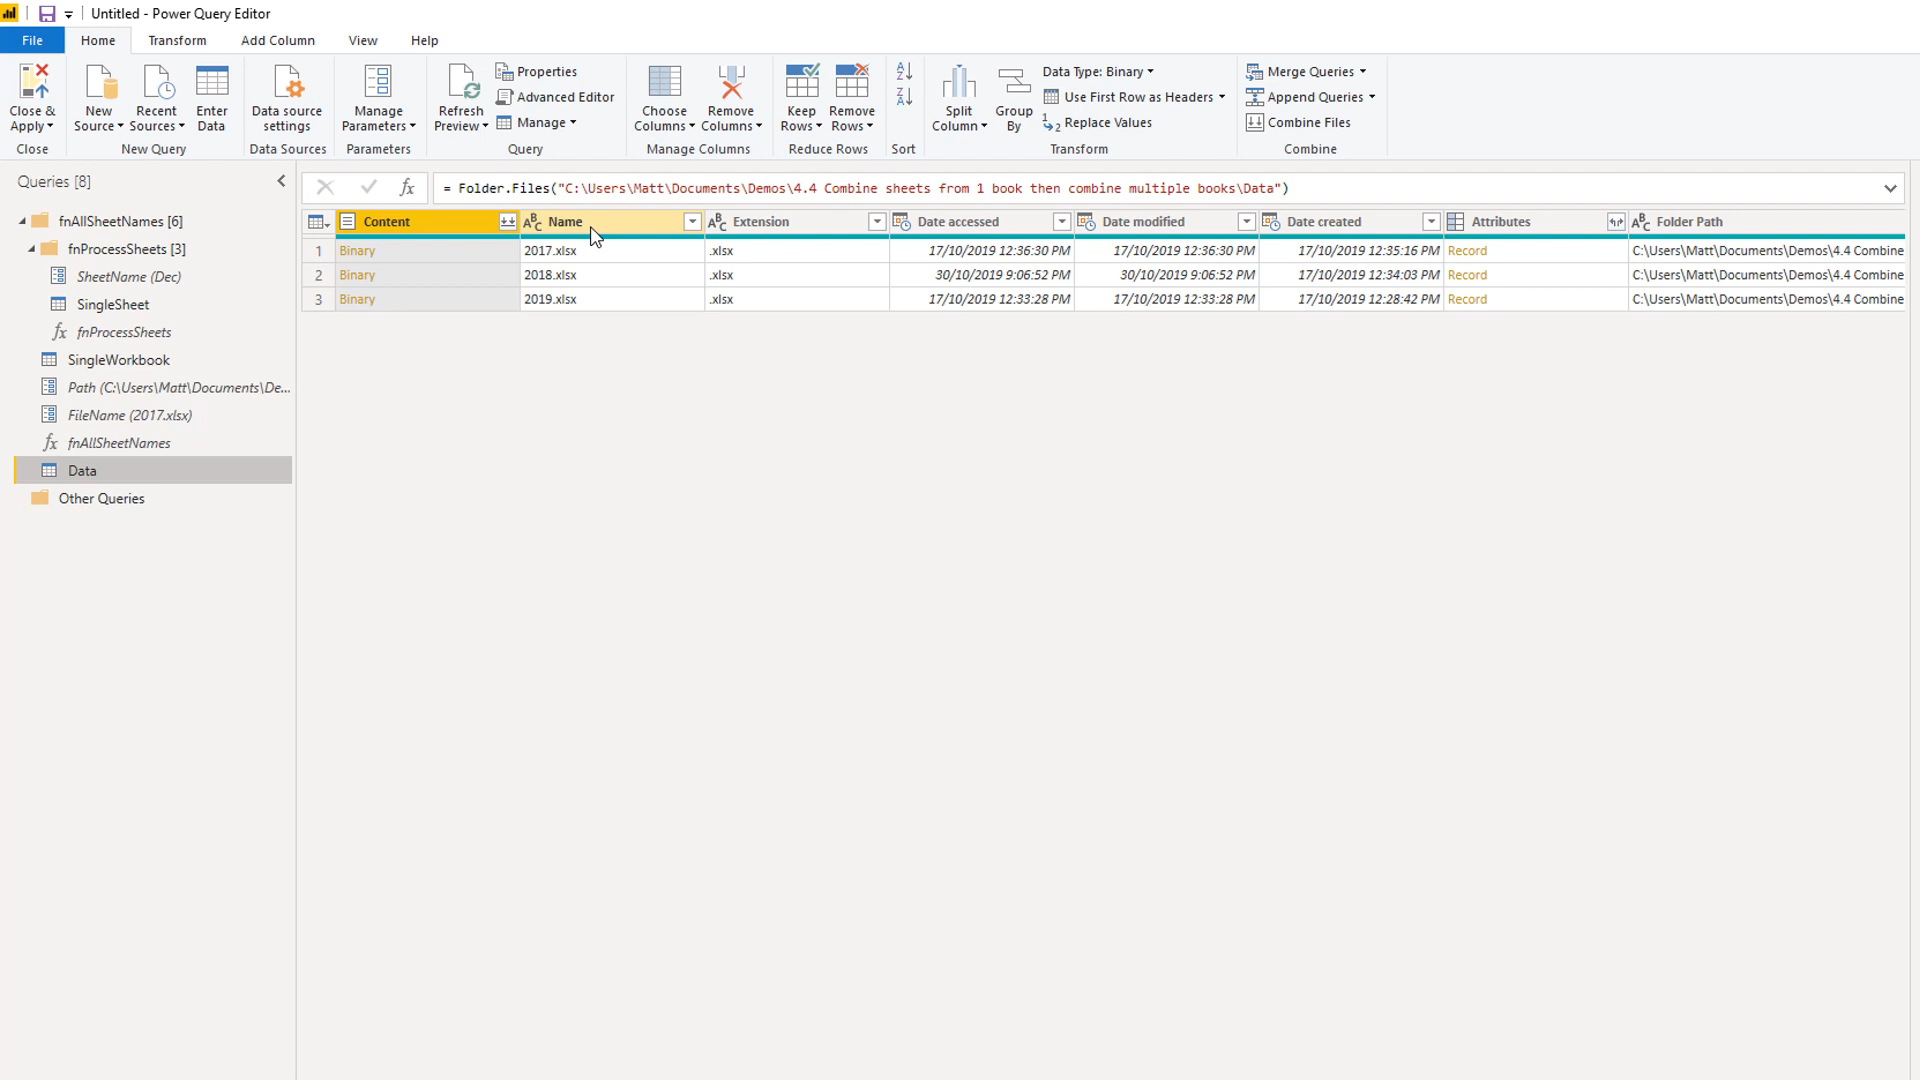 Untitled - Power Query Editor
File Home Transform Add Column View Help
Close & Apply
New Source
Recent Sources
Enter Data
Data source settings
Manage Parameters
Refresh Preview
Properties
Advanced Editor
Manage
Choose Columns
Remove Columns
Keep Rows
Remove Rows
Split Column
Group By
Data Type: Binary
Use First Row as Headers
Replace Values
Merge Queries
Append Queries
Combine Files
Close New Query Data Sources Parameters Query Manage Columns Reduce Rows Sort Transform Combine
Queries [8]
fnAllSheetNames [6]
fnProcessSheets [3]
SheetName (Dec)
SingleSheet
fnProcessSheets
SingleWorkbook
Path (C:\Users\Matt\Documents\De...
FileName (2017.xlsx)
fnAllSheetNames
Data
Other Queries
= Folder.Files("C:\Users\Matt\Documents\Demos\4.4 Combine sheets from 1 book then combine multiple books\Data")
Content Name Extension Date accessed Date modified Date created Attributes Folder Path
1 Binary 2017.xlsx .xlsx 17/10/2019 12:36:30 PM 17/10/2019 12:36:30 PM 17/10/2019 12:35:16 PM Record C:\Users\Matt\Documents\Demos\4.4 Combine
2 Binary 2018.xlsx .xlsx 30/10/2019 9:06:52 PM 30/10/2019 9:06:52 PM 17/10/2019 12:34:03 PM Record C:\Users\Matt\Documents\Demos\4.4 Combine
3 Binary 2019.xlsx .xlsx 17/10/2019 12:33:28 PM 17/10/2019 12:33:28 PM 17/10/2019 12:28:42 PM Record C:\Users\Matt\Documents\Demos\4.4 Combine